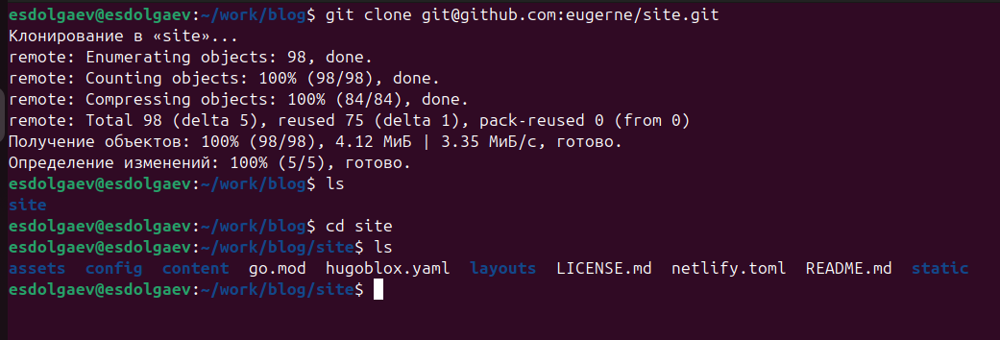 esdolgaev@esdolgaev:~/work/blog$ git clone git@github.com:eugerne/site.git
Клонирование в «site»...
remote: Enumerating objects: 98, done.
remote: Counting objects: 100% (98/98), done.
remote: Compressing objects: 100% (84/84), done.
remote: Total 98 (delta 5), reused 75 (delta 1), pack-reused 0 (from 0)
Получение объектов: 100% (98/98), 4.12 МиБ | 3.35 МиБ/с, готово.
Определение изменений: 100% (5/5), готово.
esdolgaev@esdolgaev:~/work/blog$ ls
site
esdolgaev@esdolgaev:~/work/blog$ cd site
esdolgaev@esdolgaev:~/work/blog/site$ ls
assets config content go.mod hugoblox.yaml layouts LICENSE.md netlify.toml README.md static
esdolgaev@esdolgaev:~/work/blog/site$